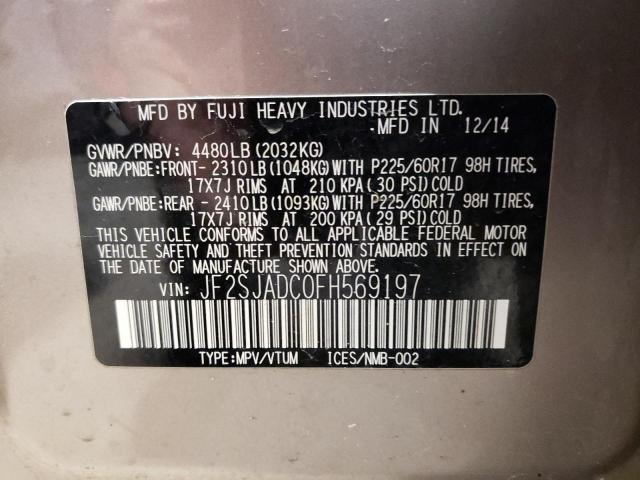 MFD BY FUJI HEAVY INDUSTRIES LTD.
MFD IN 12/14
GVWR/PNBV: 4480LB (2032KG)
GAWR/PNBE:FRONT- 2310LB (1048KG) WITH P225/60R17 98H TIRES,
17X7J RIMS AT 210 KPA ( 30 PSI) COLD
GAWR/PNBE:REAR - 2410LB (1093KG) WITH P225/60R17 98H TIRES,
17X7J RIMS AT 200 KPA ( 29 PSI) COLD
THIS VEHICLE CONFORMS TO ALL APPLICABLE FEDERAL MOTOR
VEHICLE SAFETY AND THEFT PREVENTION STANDARDS IN EFFECT ON
THE DATE OF MANUFACTURE SHOWN ABOVE.
VIN: JF2SJADC0FH569197
TYPE:MPV/VTUM ICES/NMB-002